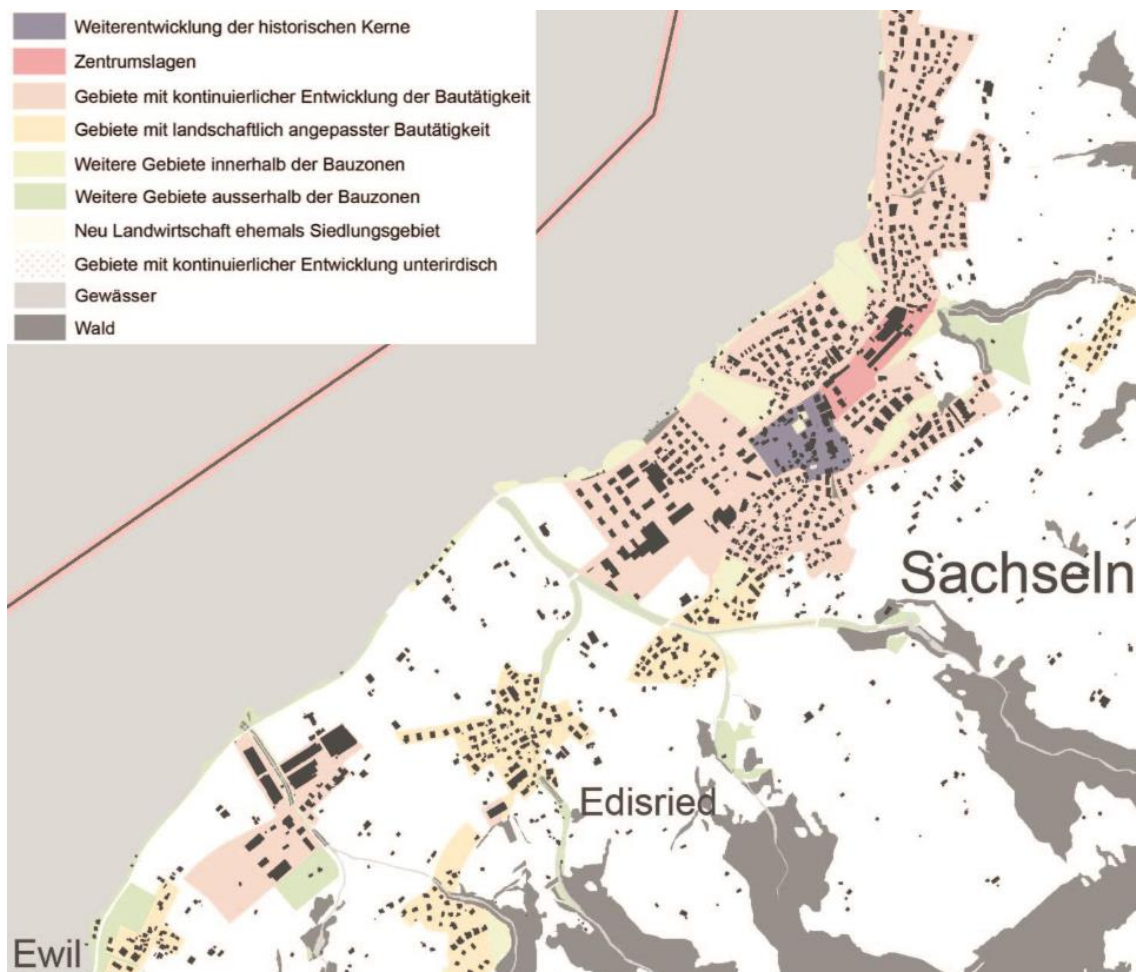 Weiterentwicklung der historischen Kerne
Zentrumslagen
Gebiete mit kontinuierlicher Entwicklung der Bautätigkeit
Gebiete mit landschaftlich angepasster Bautätigkeit
Weitere Gebiete innerhalb der Bauzonen
Weitere Gebiete ausserhalb der Bauzonen
Neu Landwirtschaft ehemals Siedlungsgebiet
Gebiete mit kontinuierlicher Entwicklung unterirdisch
Gewässer
Wald
Sachseln
Edisried
Ewil